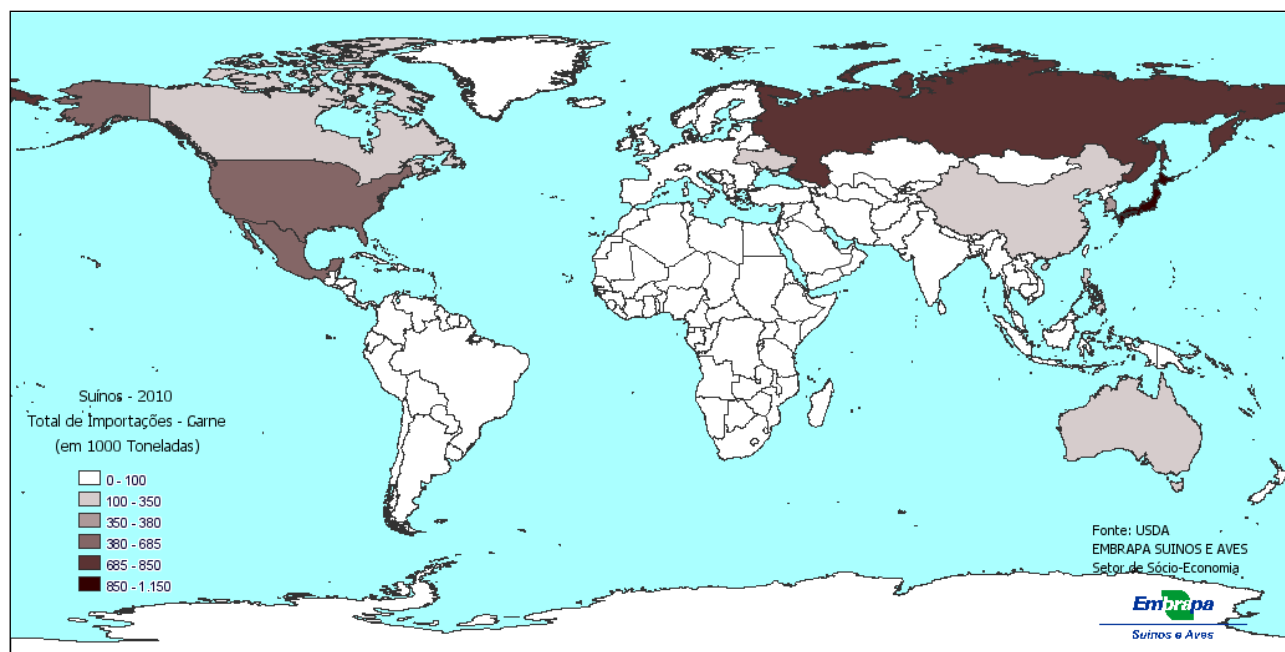 Suínos - 2010
Total de Importações - Carne
(em 1000 Toneladas)
0 - 100
100 - 350
350 - 380
380 - 685
685 - 850
850 - 1.150
Fonte: USDA
EMBRAPA SUINOS E AVES
Setor de Sócio-Economia
Embrapa
Suínos e Aves